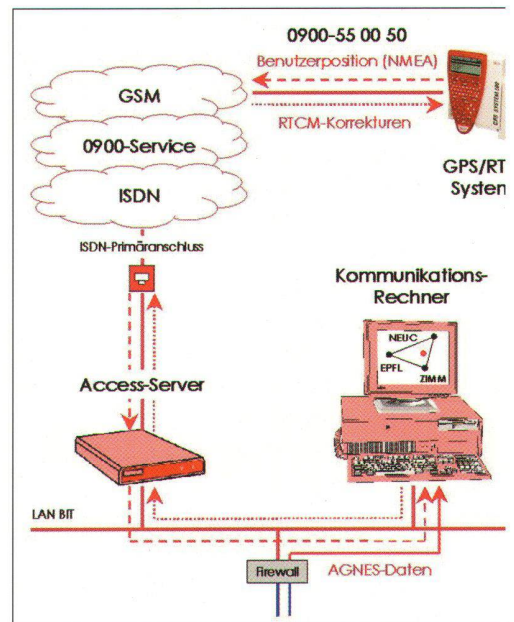 0900-55 00 50
Benutzerposition (NMEA)
GSM
RTCM-Korrekturen
0900-Service
GPS/RT
System
ISDN
ISDN-Primäranschluss
Kommunikations-
Rechner
NEUC
EPFL
ZIMM
Access-Server
LAN BIT
Firewall
AGNES-Daten